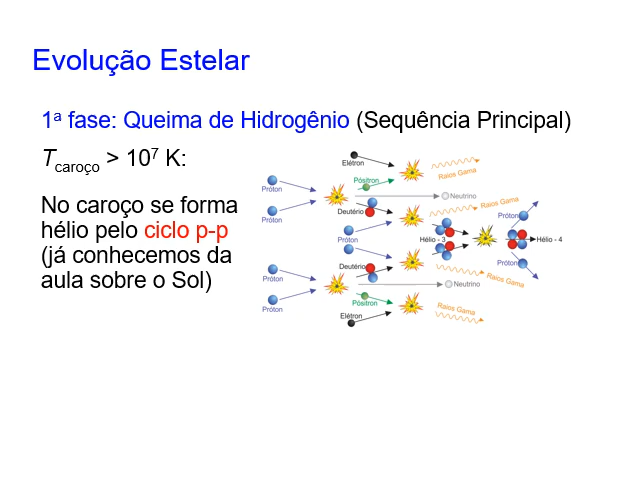 Evolução Estelar
1ª fase: Queima de Hidrogênio (Sequência Principal)
Tcaroço > 10⁷ K:
No caroço se forma
hélio pelo ciclo p-p
(já conhecemos da
aula sobre o Sol)
Elétron
Raios Gama
Pósitron
Próton
Neutrino
Deutério
Raios Gama
Próton
Próton
Próton
Hélio - 3
Hélio - 4
Próton
Próton
Deutério
Próton
Raios Gama
Neutrino
Próton
Pósitron
Raios Gama
Elétron